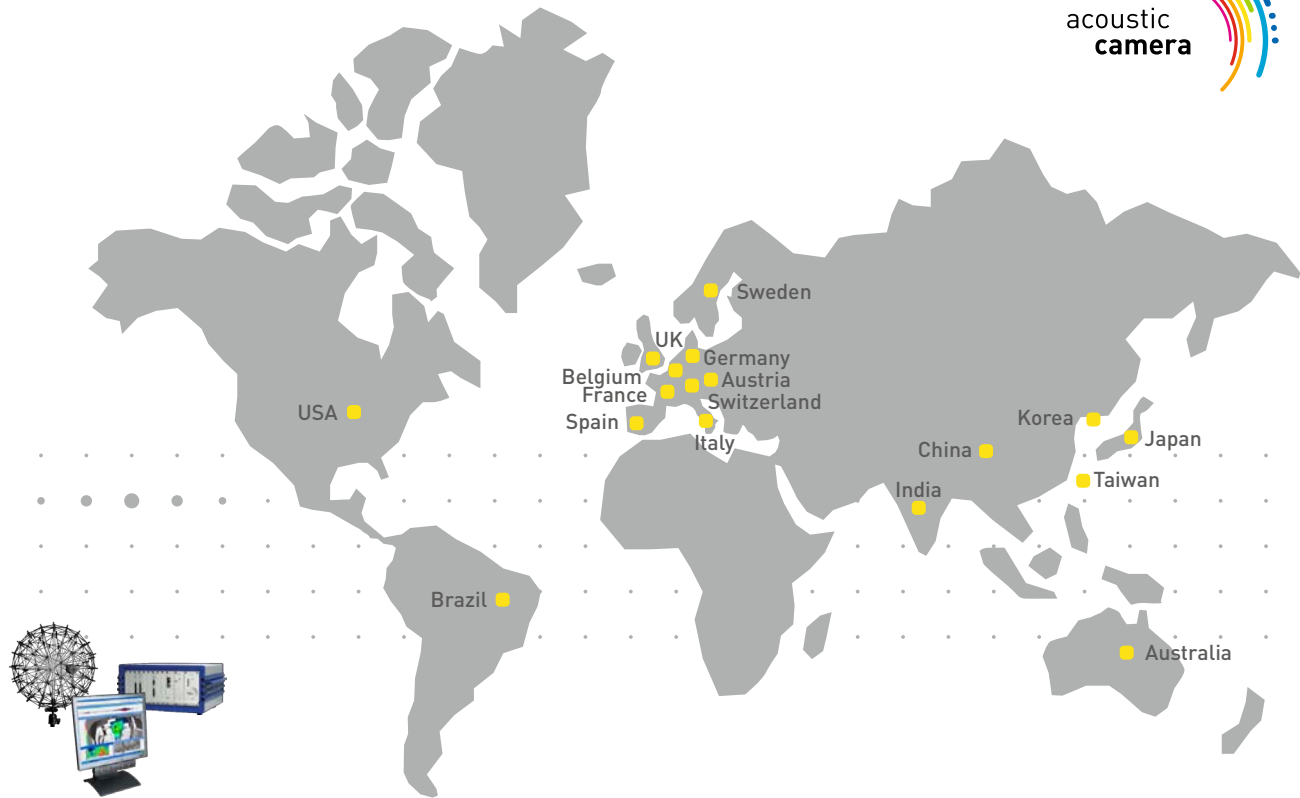 acoustic
camera
Sweden
UK
Germany
Belgium
Austria
France
Switzerland
USA
Spain
Italy
Korea
Japan
China
Taiwan
India
Brazil
Australia